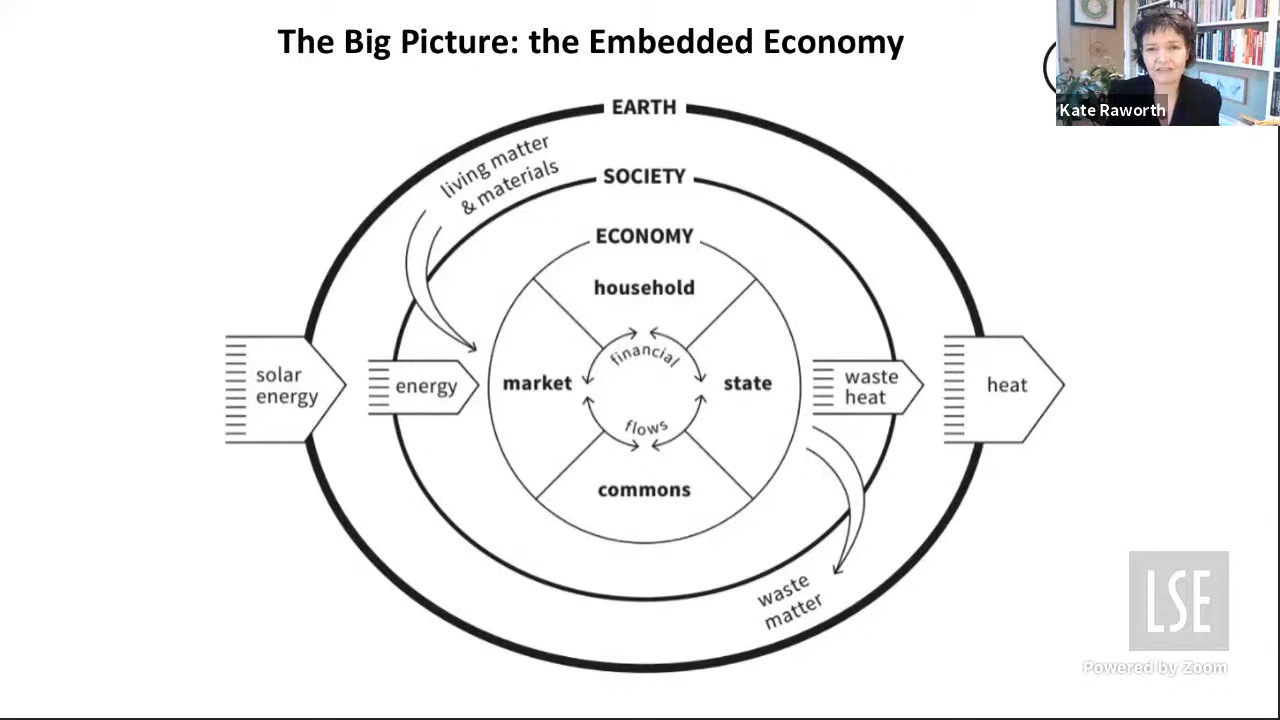 The Big Picture: the Embedded Economy
Kate Raworth
EARTH
living matter
& materials
SOCIETY
ECONOMY
household
financial
solar
energy
energy
market
state
waste
heat
heat
flows
commons
waste
matter
LSE
Powered by Zoom